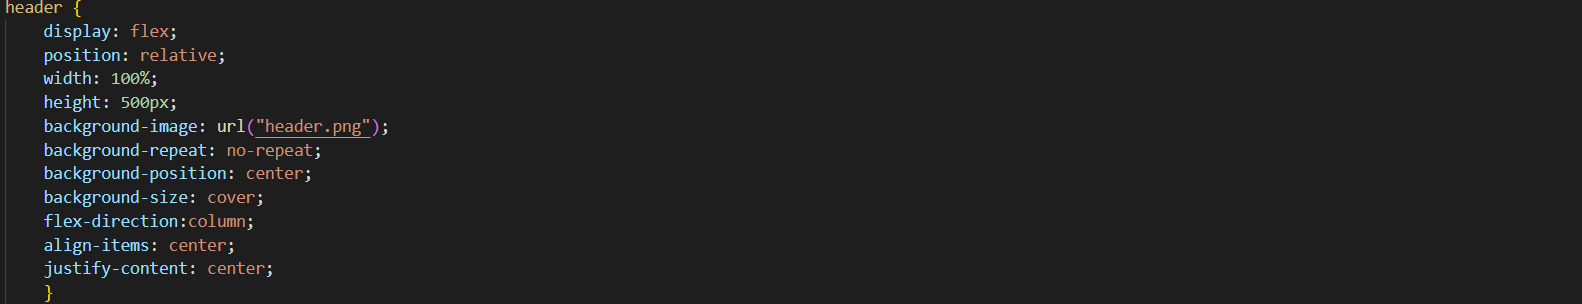 header {
display: flex;
position: relative;
width: 100%;
height: 500px;
background-image: url("header.png");
background-repeat: no-repeat;
background-position: center;
background-size: cover;
flex-direction:column;
align-items: center;
justify-content: center;
}